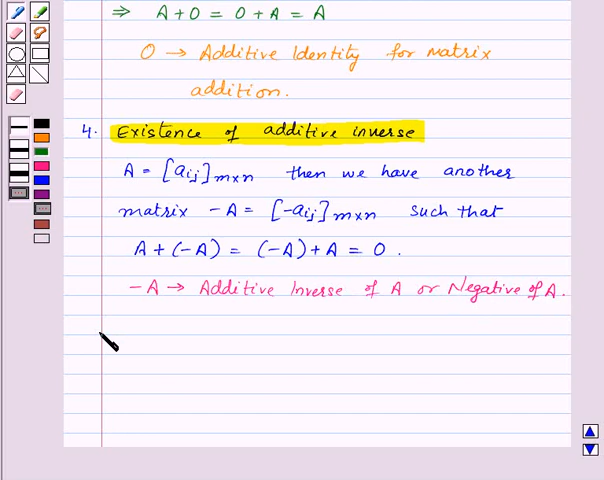 ⇒ A + O = O + A = A
O → Additive Identity for matrix
addition.
4. Existence of additive inverse
A = [aij]m×n then we have another
matrix -A = [-aij]m×n such that
A + (-A) = (-A) + A = O .
-A → Additive Inverse of A or Negative of A.